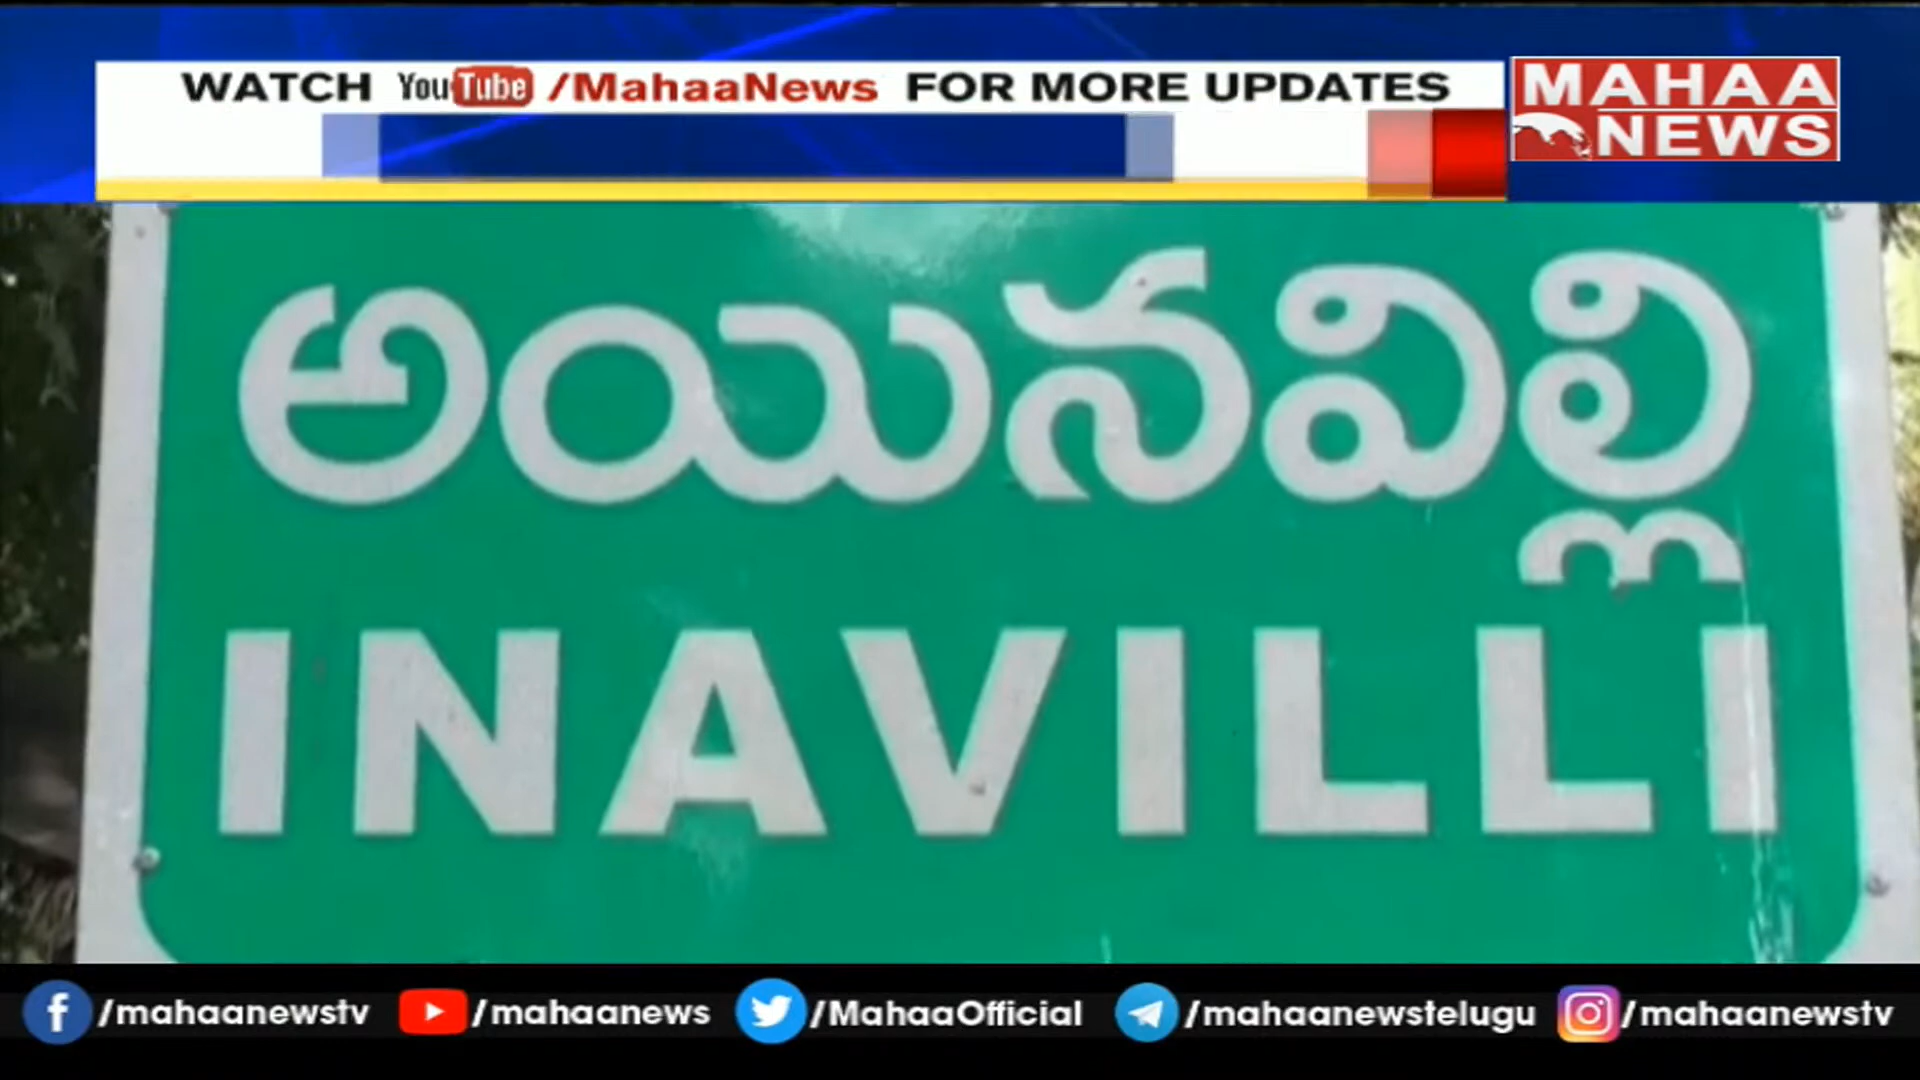 WATCH YouTube /MahaaNews FOR MORE UPDATES
MAHAA
NEWS
అయినవిల్లి
INAVILLI
/mahaanewstv /mahaanews /MahaaOfficial /mahaanewstelugu /mahaanewstv